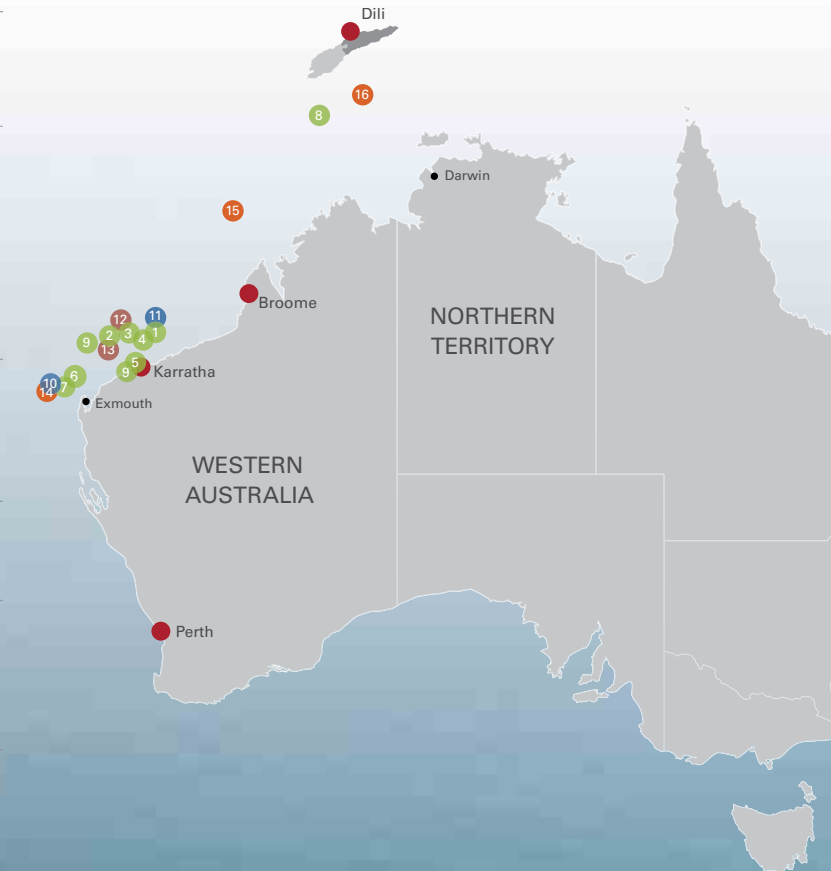 Dili
16
8
Darwin
15
Broome
12
11
2
3
4
1
9
13
NORTHERN
TERRITORY
5
9
Karratha
6
10
7
14
Exmouth
WESTERN
AUSTRALIA
Perth